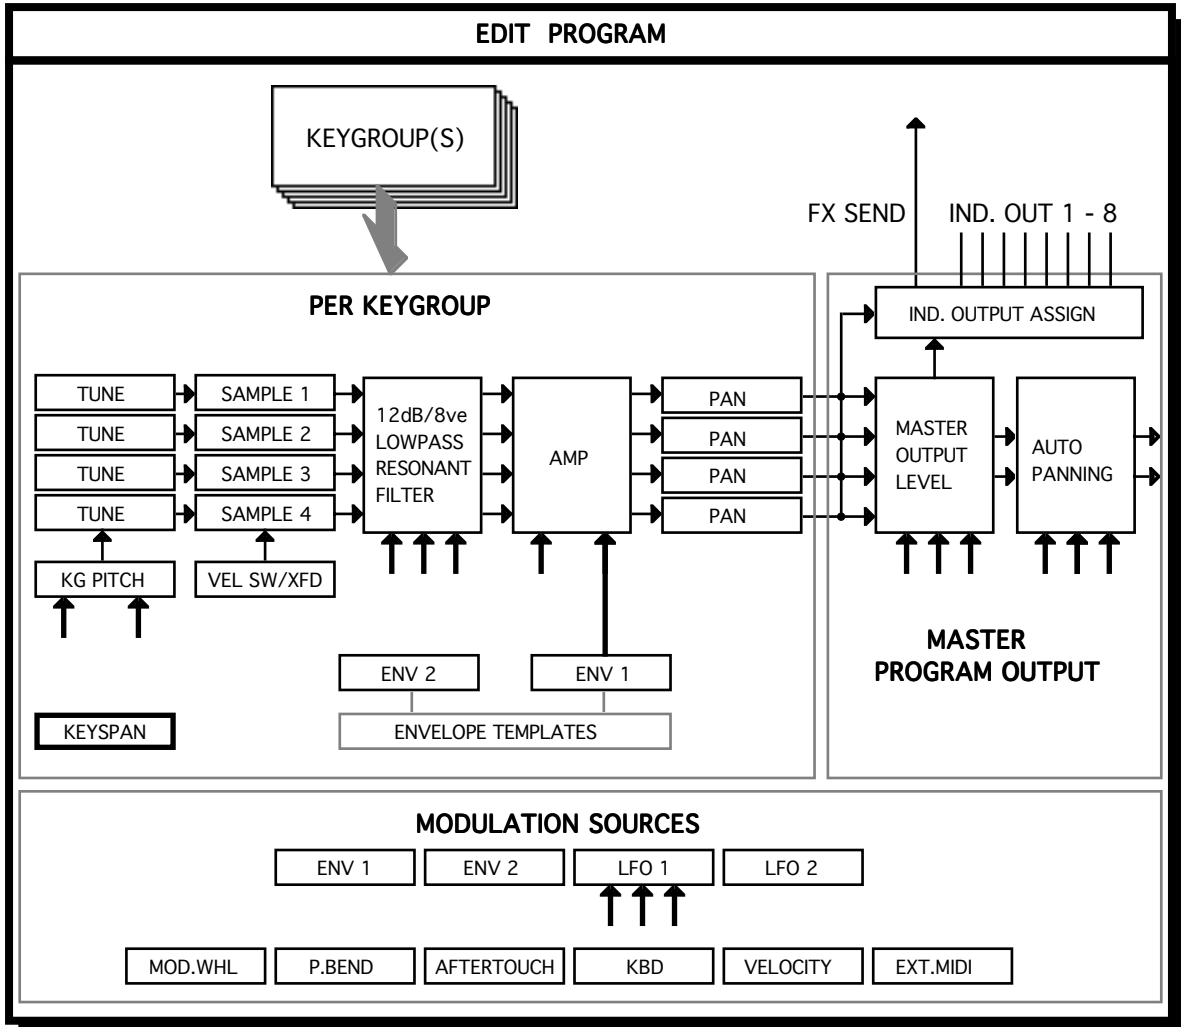 EDIT PROGRAM
KEYGROUP(S)
FX SEND
IND. OUT 1 - 8
PER KEYGROUP
IND. OUTPUT ASSIGN
TUNE
SAMPLE 1
TUNE
SAMPLE 2
TUNE
SAMPLE 3
TUNE
SAMPLE 4
12dB/8ve
LOWPASS
RESONANT
FILTER
AMP
PAN
PAN
PAN
PAN
MASTER
OUTPUT
LEVEL
AUTO
PANNING
KG PITCH
VEL SW/XFD
MASTER
PROGRAM OUTPUT
ENV 2
ENV 1
KEYSPAN
ENVELOPE TEMPLATES
MODULATION SOURCES
ENV 1
ENV 2
LFO 1
LFO 2
MOD.WHL
P.BEND
AFTERTOUCH
KBD
VELOCITY
EXT.MIDI